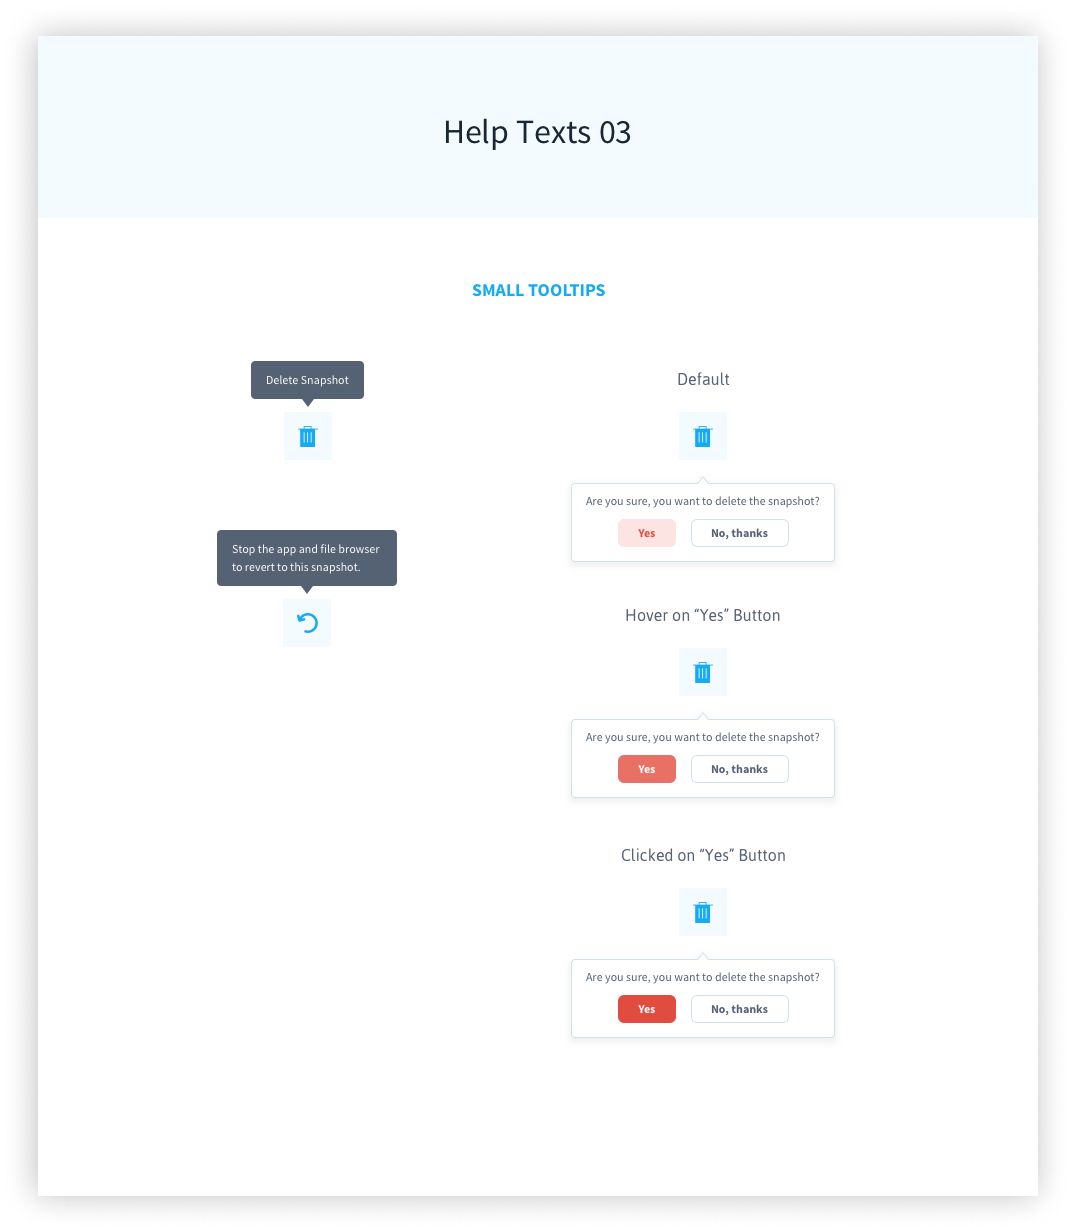 Help Texts 03
SMALL TOOLTIPS
Delete Snapshot
Stop the app and file browser
to revert to this snapshot.
Default
Are you sure, you want to delete the snapshot?
Yes No, thanks
Hover on “Yes” Button
Are you sure, you want to delete the snapshot?
Yes No, thanks
Clicked on “Yes” Button
Are you sure, you want to delete the snapshot?
Yes No, thanks